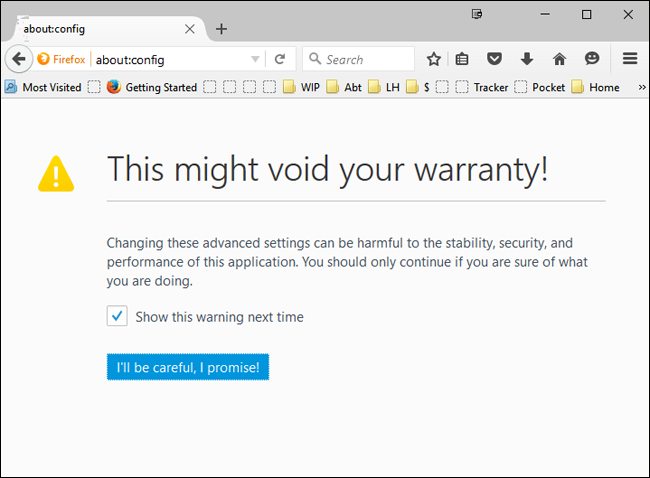 about:config
Firefox about:config Search
Most Visited Getting Started WIP Abt LH $ Tracker Pocket Home »
This might void your warranty!
Changing these advanced settings can be harmful to the stability, security, and
performance of this application. You should only continue if you are sure of what
you are doing.
Show this warning next time
I'll be careful, I promise!